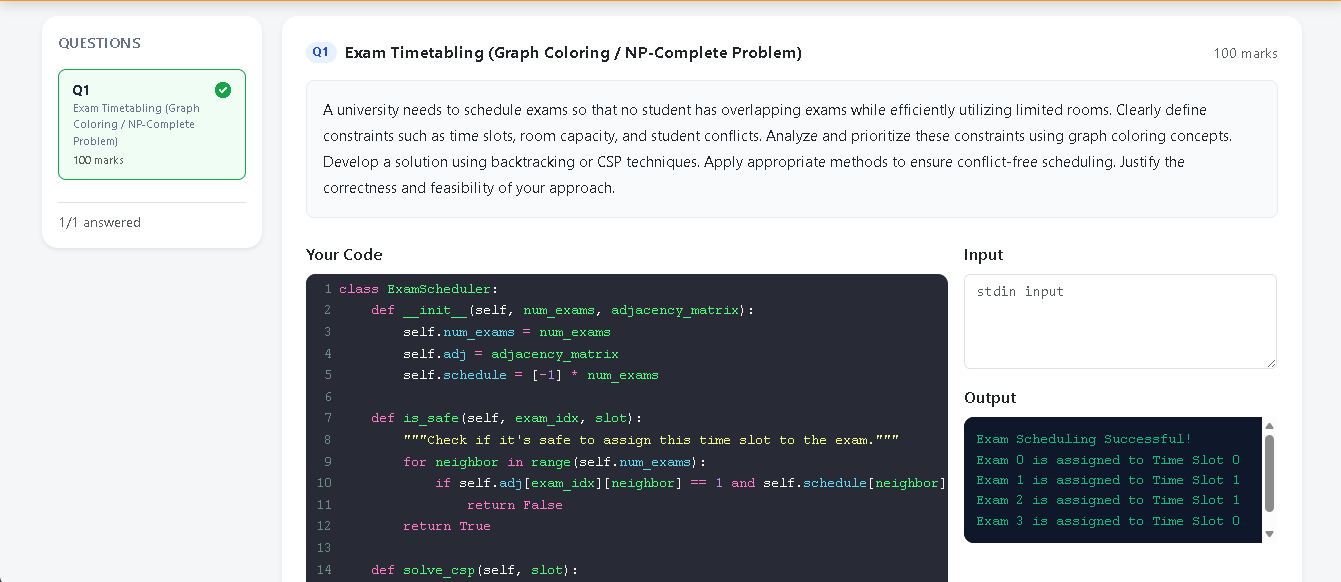 QUESTIONS
Q1
Exam Timetabling (Graph
Coloring / NP-Complete
Problem)
100 marks
1/1 answered
Q1 Exam Timetabling (Graph Coloring / NP-Complete Problem) 100 marks
A university needs to schedule exams so that no student has overlapping exams while efficiently utilizing limited rooms. Clearly define
constraints such as time slots, room capacity, and student conflicts. Analyze and prioritize these constraints using graph coloring concepts.
Develop a solution using backtracking or CSP techniques. Apply appropriate methods to ensure conflict-free scheduling. Justify the
correctness and feasibility of your approach.
Your Code
1 class ExamScheduler:
2     def __init__(self, num_exams, adjacency_matrix):
3         self.num_exams = num_exams
4         self.adj = adjacency_matrix
5         self.schedule = [-1] * num_exams
6
7     def is_safe(self, exam_idx, slot):
8         """Check if it's safe to assign this time slot to the exam."""
9         for neighbor in range(self.num_exams):
10             if self.adj[exam_idx][neighbor] == 1 and self.schedule[neighbor]
11                 return False
12         return True
13
14     def solve_csp(self, slot):
Input
stdin input
Output
Exam Scheduling Successful!
Exam 0 is assigned to Time Slot 0
Exam 1 is assigned to Time Slot 1
Exam 2 is assigned to Time Slot 1
Exam 3 is assigned to Time Slot 0